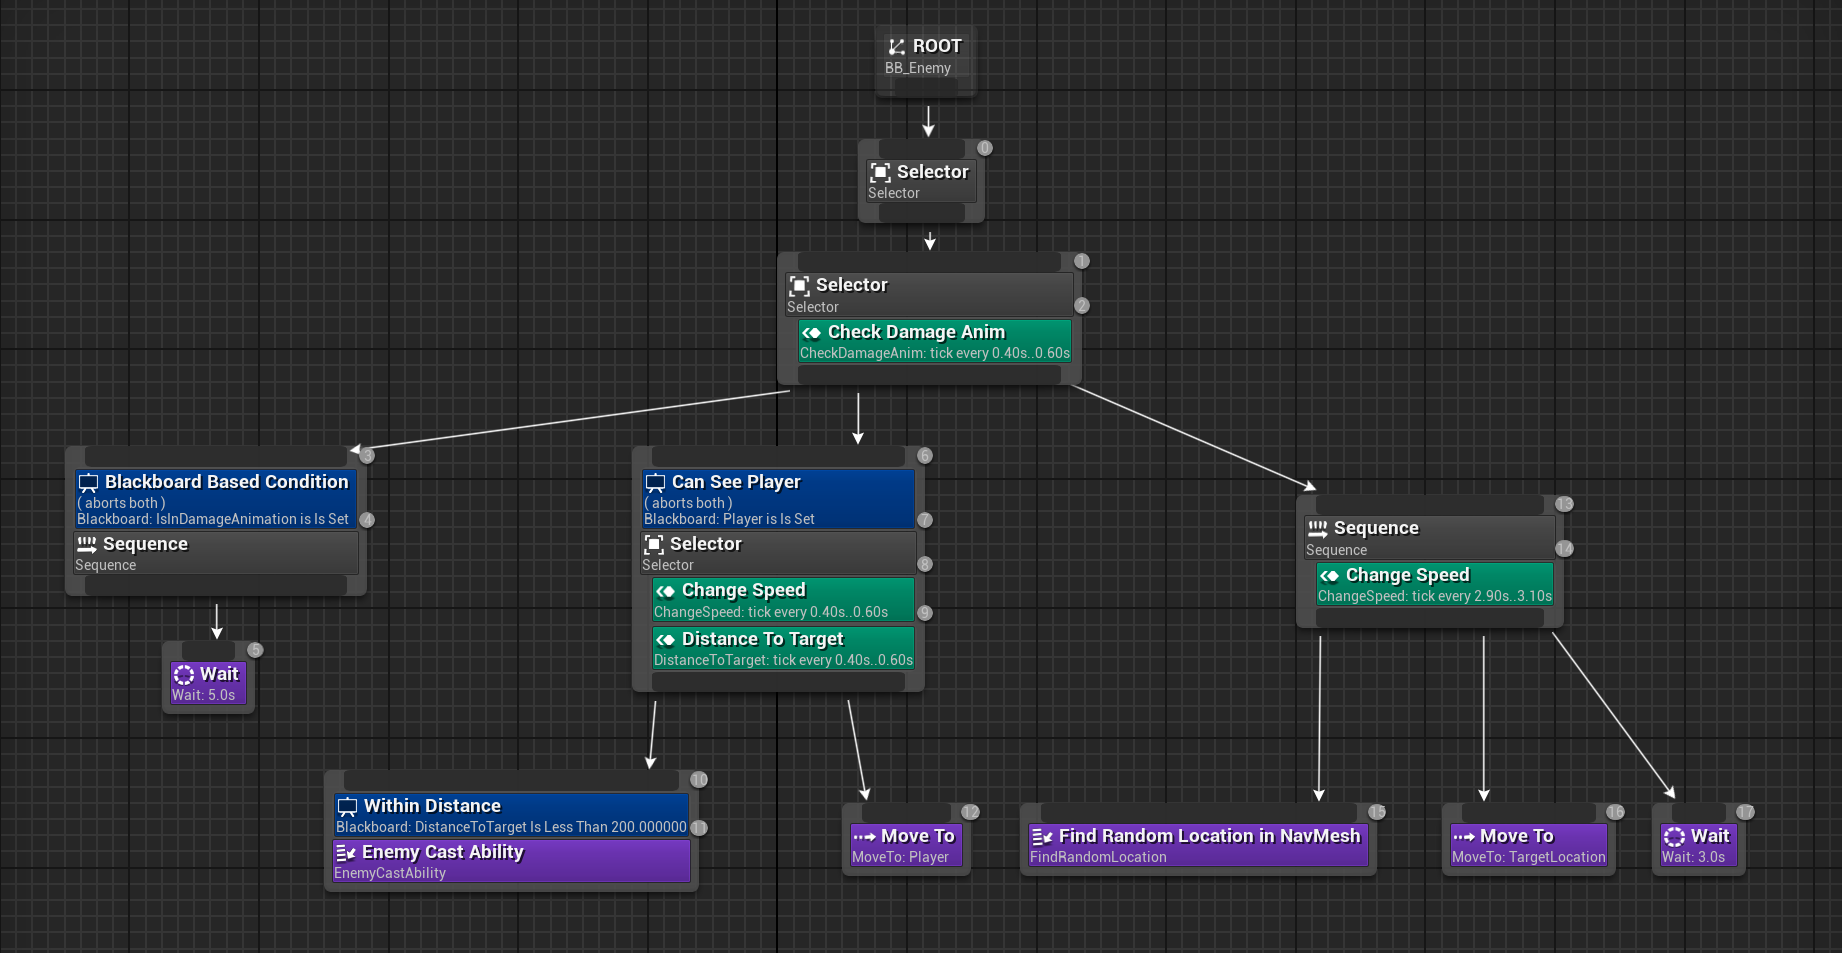 ROOT
BB_Enemy
0
Selector
Selector
1
Selector
Selector
2
Check Damage Anim
CheckDamageAnim: tick every 0.40s..0.60s
3
Blackboard Based Condition
( aborts both )
Blackboard: IsInDamageAnimation is Is Set
4
Sequence
Sequence
5
Wait
Wait: 5.0s
6
Can See Player
( aborts both )
Blackboard: Player is Is Set
7
Selector
Selector
8
Change Speed
ChangeSpeed: tick every 0.40s..0.60s
9
Distance To Target
DistanceToTarget: tick every 0.40s..0.60s
10
Within Distance
Blackboard: DistanceToTarget Is Less Than 200.000000
11
Enemy Cast Ability
EnemyCastAbility
12
Move To
MoveTo: Player
13
Sequence
Sequence
14
Change Speed
ChangeSpeed: tick every 2.90s..3.10s
15
Find Random Location in NavMesh
FindRandomLocation
16
Move To
MoveTo: TargetLocation
17
Wait
Wait: 3.0s